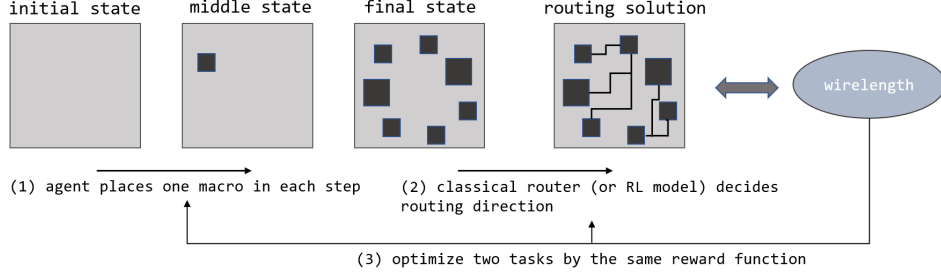 initial state
middle state
final state
routing solution
wirelength
(1) agent places one macro in each step
(2) classical router (or RL model) decides
routing direction
(3) optimize two tasks by the same reward function